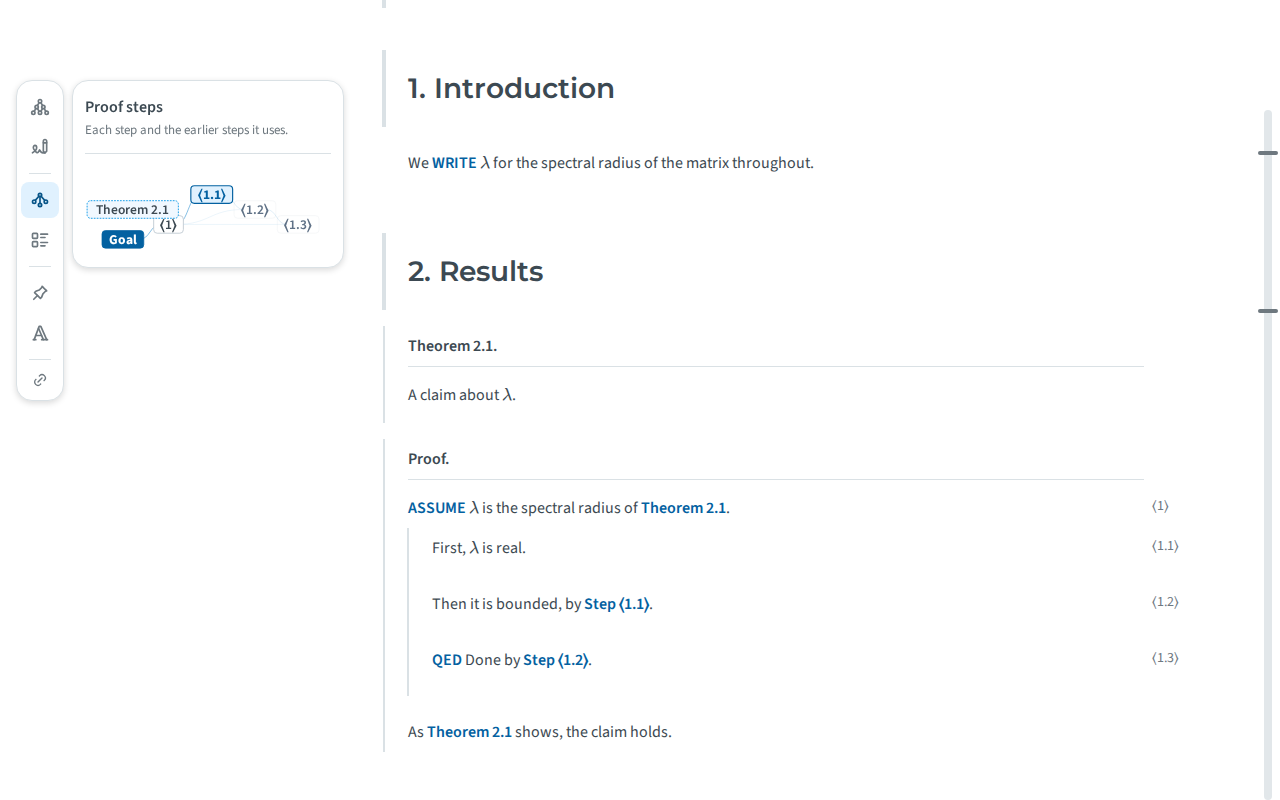 Proof steps
Each step and the earlier steps it uses.
⟨1.1⟩
Theorem 2.1
⟨1.2⟩
⟨1⟩
⟨1.3⟩
Goal
1. Introduction
We WRITE λ for the spectral radius of the matrix throughout.
2. Results
Theorem 2.1.
A claim about λ.
Proof.
ASSUME λ is the spectral radius of Theorem 2.1. ⟨1⟩
First, λ is real. ⟨1.1⟩
Then it is bounded, by Step ⟨1.1⟩. ⟨1.2⟩
QED Done by Step ⟨1.2⟩. ⟨1.3⟩
As Theorem 2.1 shows, the claim holds.